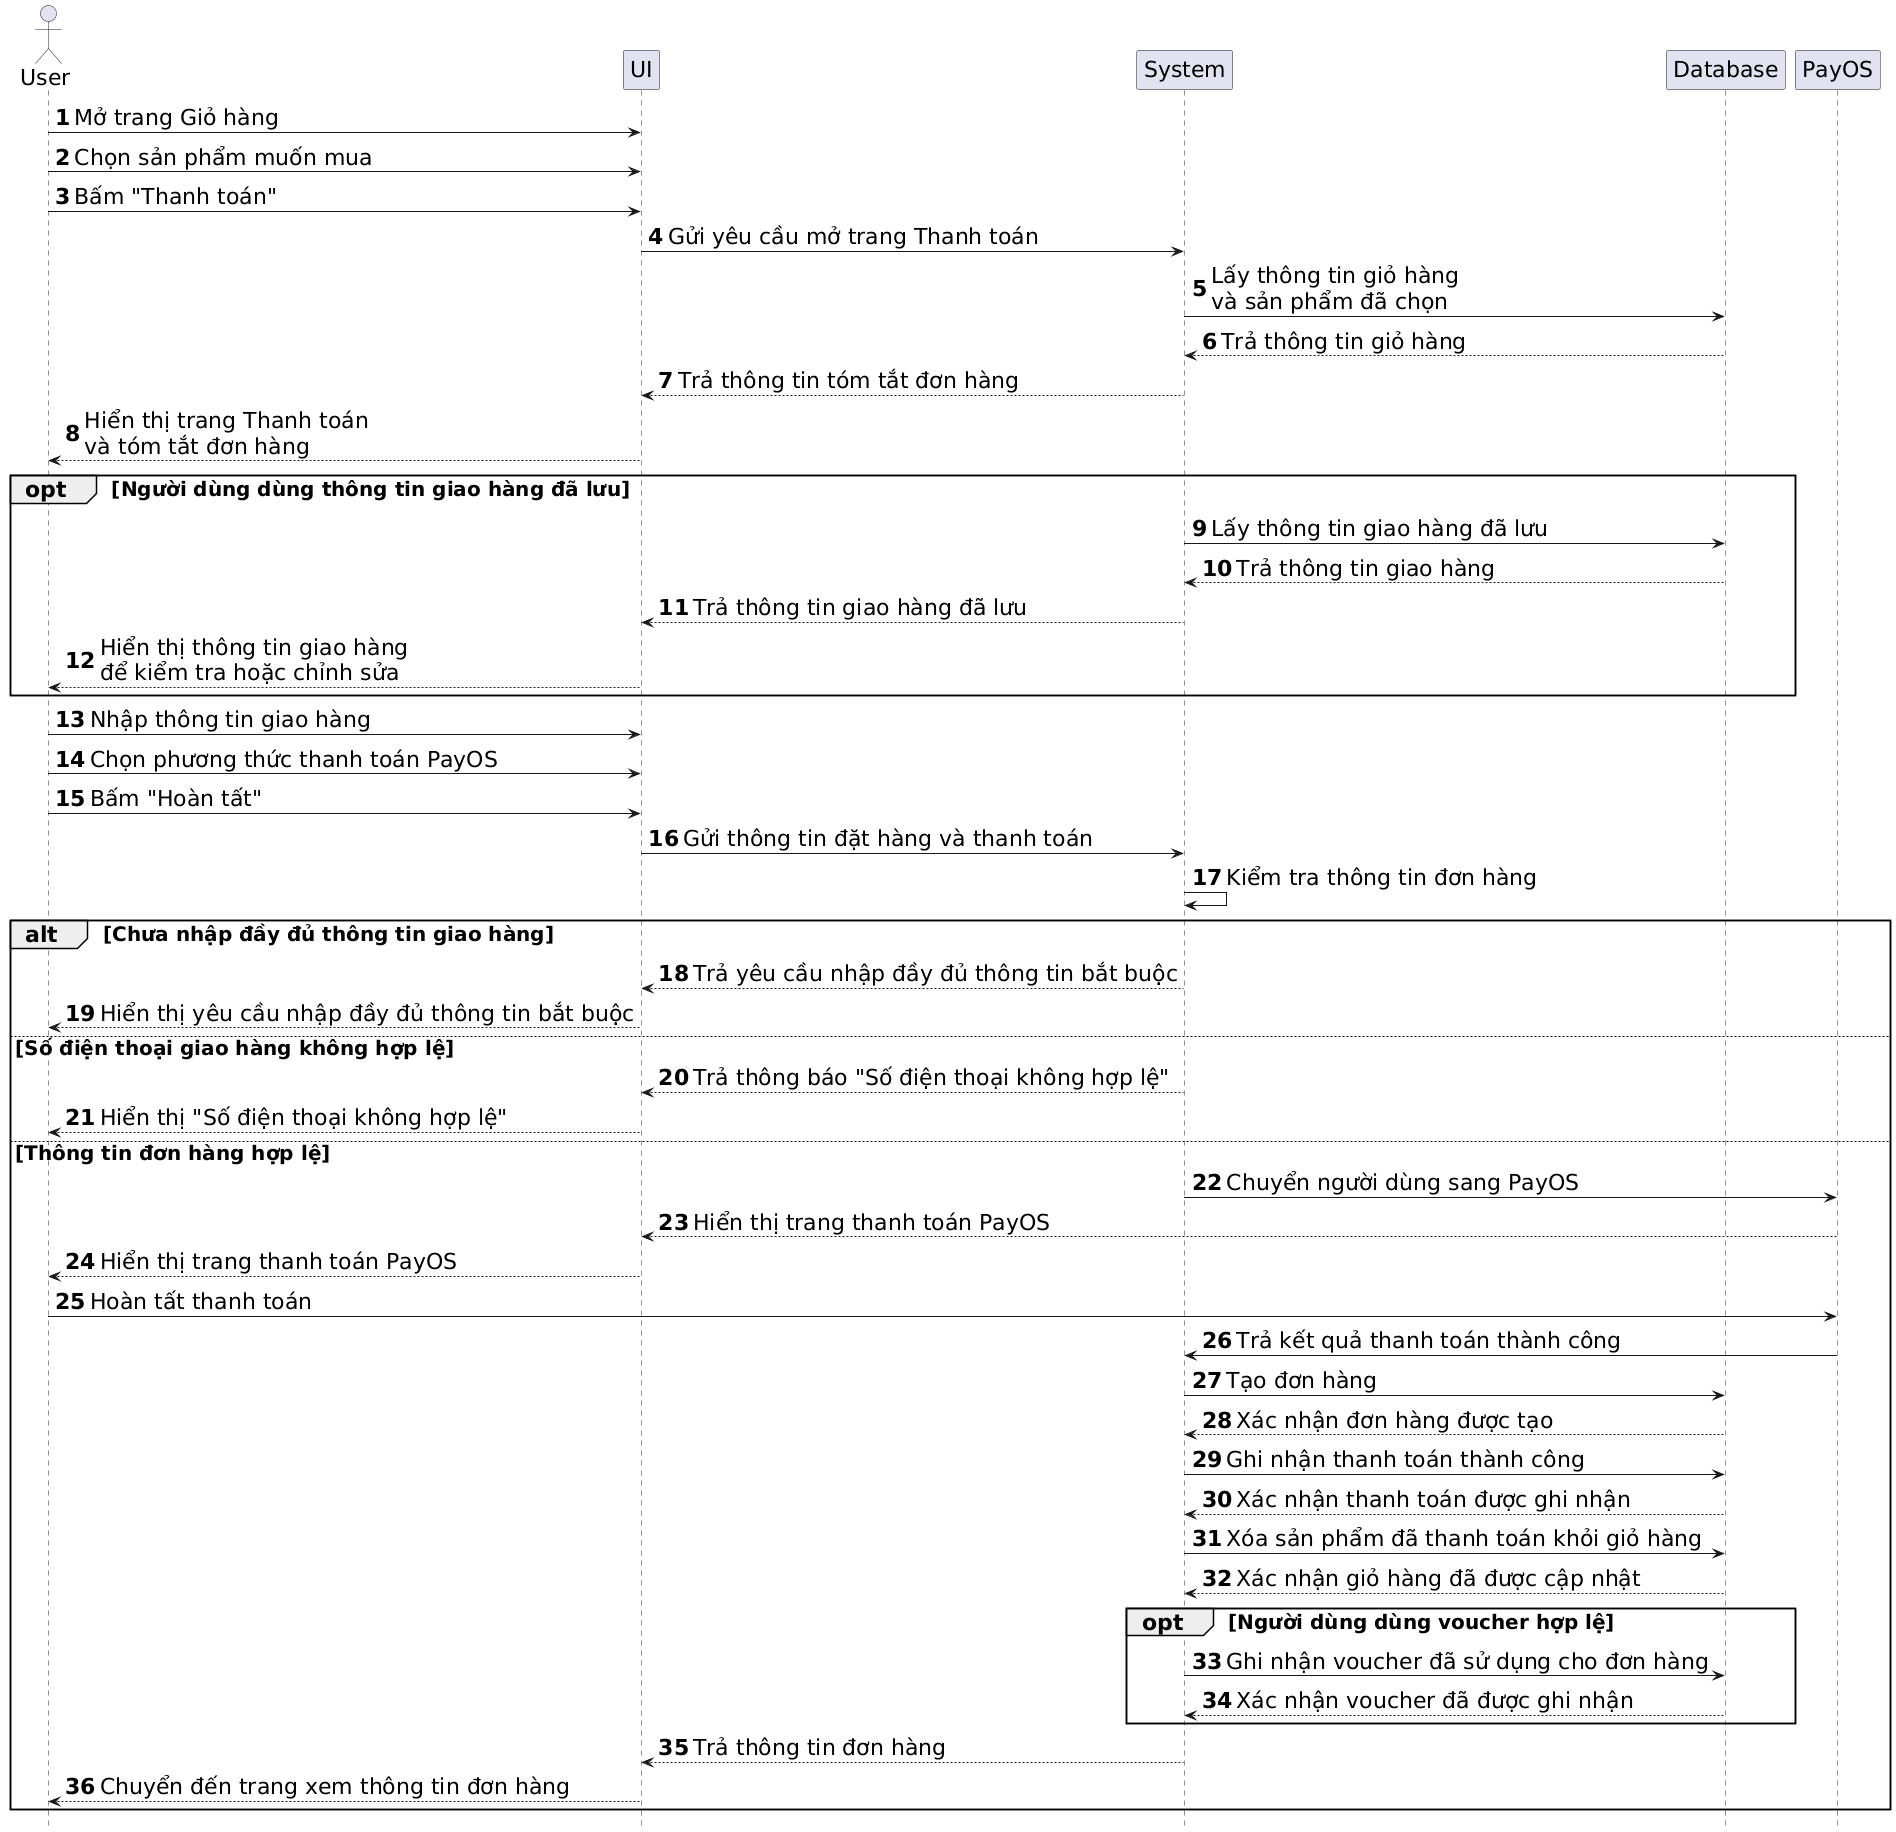 User
UI
System
Database
PayOS
1 Mở trang Giỏ hàng
2 Chọn sản phẩm muốn mua
3 Bấm "Thanh toán"
4 Gửi yêu cầu mở trang Thanh toán
5 Lấy thông tin giỏ hàng
và sản phẩm đã chọn
6 Trả thông tin giỏ hàng
7 Trả thông tin tóm tắt đơn hàng
8 Hiển thị trang Thanh toán
và tóm tắt đơn hàng
opt [Người dùng dùng thông tin giao hàng đã lưu]
9 Lấy thông tin giao hàng đã lưu
10 Trả thông tin giao hàng
11 Trả thông tin giao hàng đã lưu
12 Hiển thị thông tin giao hàng
để kiểm tra hoặc chỉnh sửa
13 Nhập thông tin giao hàng
14 Chọn phương thức thanh toán PayOS
15 Bấm "Hoàn tất"
16 Gửi thông tin đặt hàng và thanh toán
17 Kiểm tra thông tin đơn hàng
alt [Chưa nhập đầy đủ thông tin giao hàng]
18 Trả yêu cầu nhập đầy đủ thông tin bắt buộc
19 Hiển thị yêu cầu nhập đầy đủ thông tin bắt buộc
[Số điện thoại giao hàng không hợp lệ]
20 Trả thông báo "Số điện thoại không hợp lệ"
21 Hiển thị "Số điện thoại không hợp lệ"
[Thông tin đơn hàng hợp lệ]
22 Chuyển người dùng sang PayOS
23 Hiển thị trang thanh toán PayOS
24 Hiển thị trang thanh toán PayOS
25 Hoàn tất thanh toán
26 Trả kết quả thanh toán thành công
27 Tạo đơn hàng
28 Xác nhận đơn hàng được tạo
29 Ghi nhận thanh toán thành công
30 Xác nhận thanh toán được ghi nhận
31 Xóa sản phẩm đã thanh toán khỏi giỏ hàng
32 Xác nhận giỏ hàng đã được cập nhật
opt [Người dùng dùng voucher hợp lệ]
33 Ghi nhận voucher đã sử dụng cho đơn hàng
34 Xác nhận voucher đã được ghi nhận
35 Trả thông tin đơn hàng
36 Chuyển đến trang xem thông tin đơn hàng